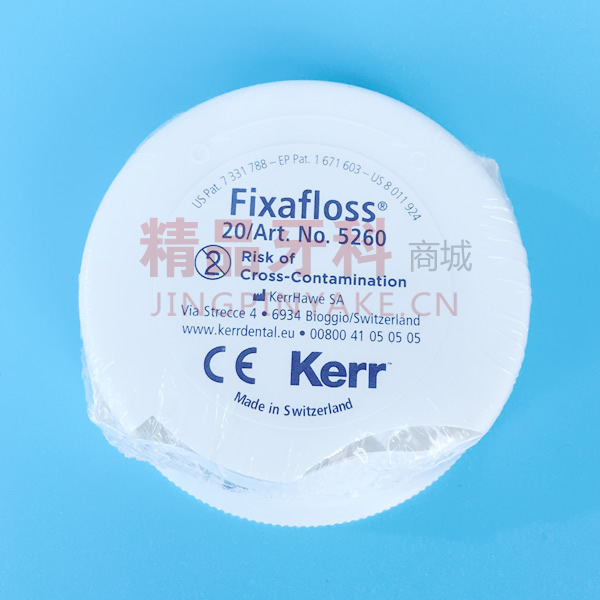 US Pat. 7 331 788 – EP Pat. 1 671 603 – US 8 011 924
Fixafloss®
20/Art. No. 5260
精品牙科 商城
2 Risk of
Cross-Contamination
KerrHawe SA
JINGPINYAKE.CN
Via Strecce 4 • 6934 Bioggio/Switzerland
www.kerrdental.eu • 00800 41 05 05 05
CE Kerr™
Made in Switzerland